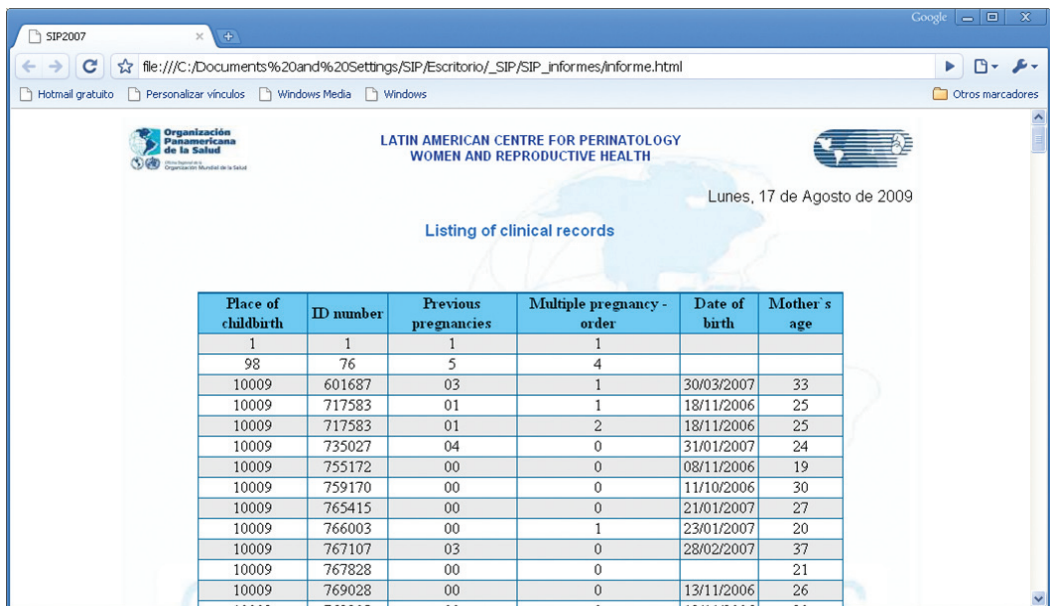 Google
SIP2007
file:///C:/Documents%20and%20Settings/SIP/Escritorio/_SIP/SIP_informes/informe.html
Hotmail gratuito Personalizar vínculos Windows Media Windows Otros marcadores
Organización
Panamericana
de la Salud
Organización Mundial de la Salud
LATIN AMERICAN CENTRE FOR PERINATOLOGY
WOMEN AND REPRODUCTIVE HEALTH
Lunes, 17 de Agosto de 2009
Listing of clinical records
Place of childbirth ID number Previous pregnancies Multiple pregnancy - order Date of birth Mother`s age
1 1 1 1
98 76 5 4
10009 601687 03 1 30/03/2007 33
10009 717583 01 1 18/11/2006 25
10009 717583 01 2 18/11/2006 25
10009 735027 04 0 31/01/2007 24
10009 755172 00 0 08/11/2006 19
10009 759170 00 0 11/10/2006 30
10009 765415 00 0 21/01/2007 27
10009 766003 00 1 23/01/2007 20
10009 767107 03 0 28/02/2007 37
10009 767828 00 0 21
10009 769028 00 0 13/11/2006 26